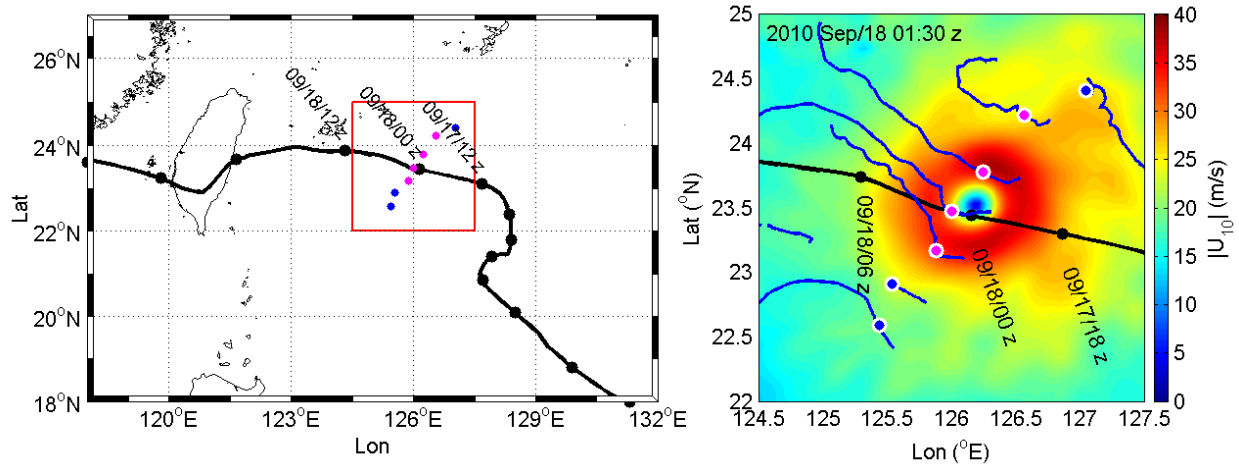 26°N
24°N
22°N
20°N
18°N
Lat
120°E
123°E
126°E
129°E
132°E
Lon
09/18/12z
09/18/00 z
09/17/12 z
2010 Sep/18 01:30 z
25
24.5
24
23.5
23
22.5
22
Lat (°N)
124.5
125
125.5
126
126.5
127
127.5
Lon (°E)
09/18/06 z
09/18/00 z
09/17/18 z
40
35
30
25
20
15
10
5
0
|U10| (m/s)